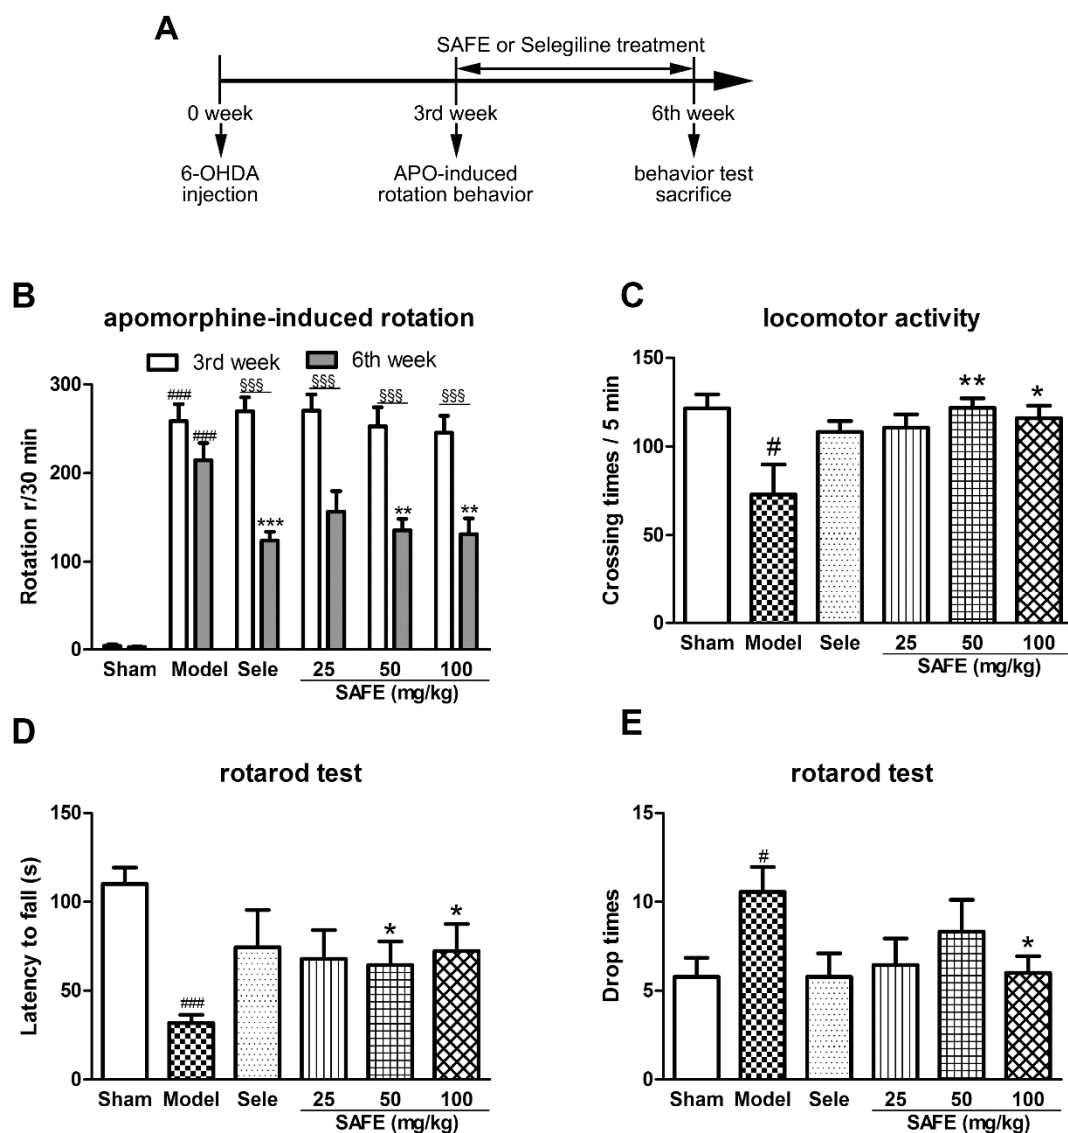 A
SAFE or Selegiline treatment
0 week 3rd week 6th week
6-OHDA injection
APO-induced rotation behavior
behavior test sacrifice
B
apomorphine-induced rotation
3rd week 6th week
Rotation r/30 min
300
200
100
0
### ### §§§ *** §§§ §§§ ** §§§ **
Sham Model Sele 25 50 100
SAFE (mg/kg)
C
locomotor activity
Crossing times / 5 min
150
100
50
0
# ** *
Sham Model Sele 25 50 100
SAFE (mg/kg)
D
rotarod test
Latency to fall (s)
150
100
50
0
### * *
Sham Model Sele 25 50 100
SAFE (mg/kg)
E
rotarod test
Drop times
15
10
5
0
# *
Sham Model Sele 25 50 100
SAFE (mg/kg)